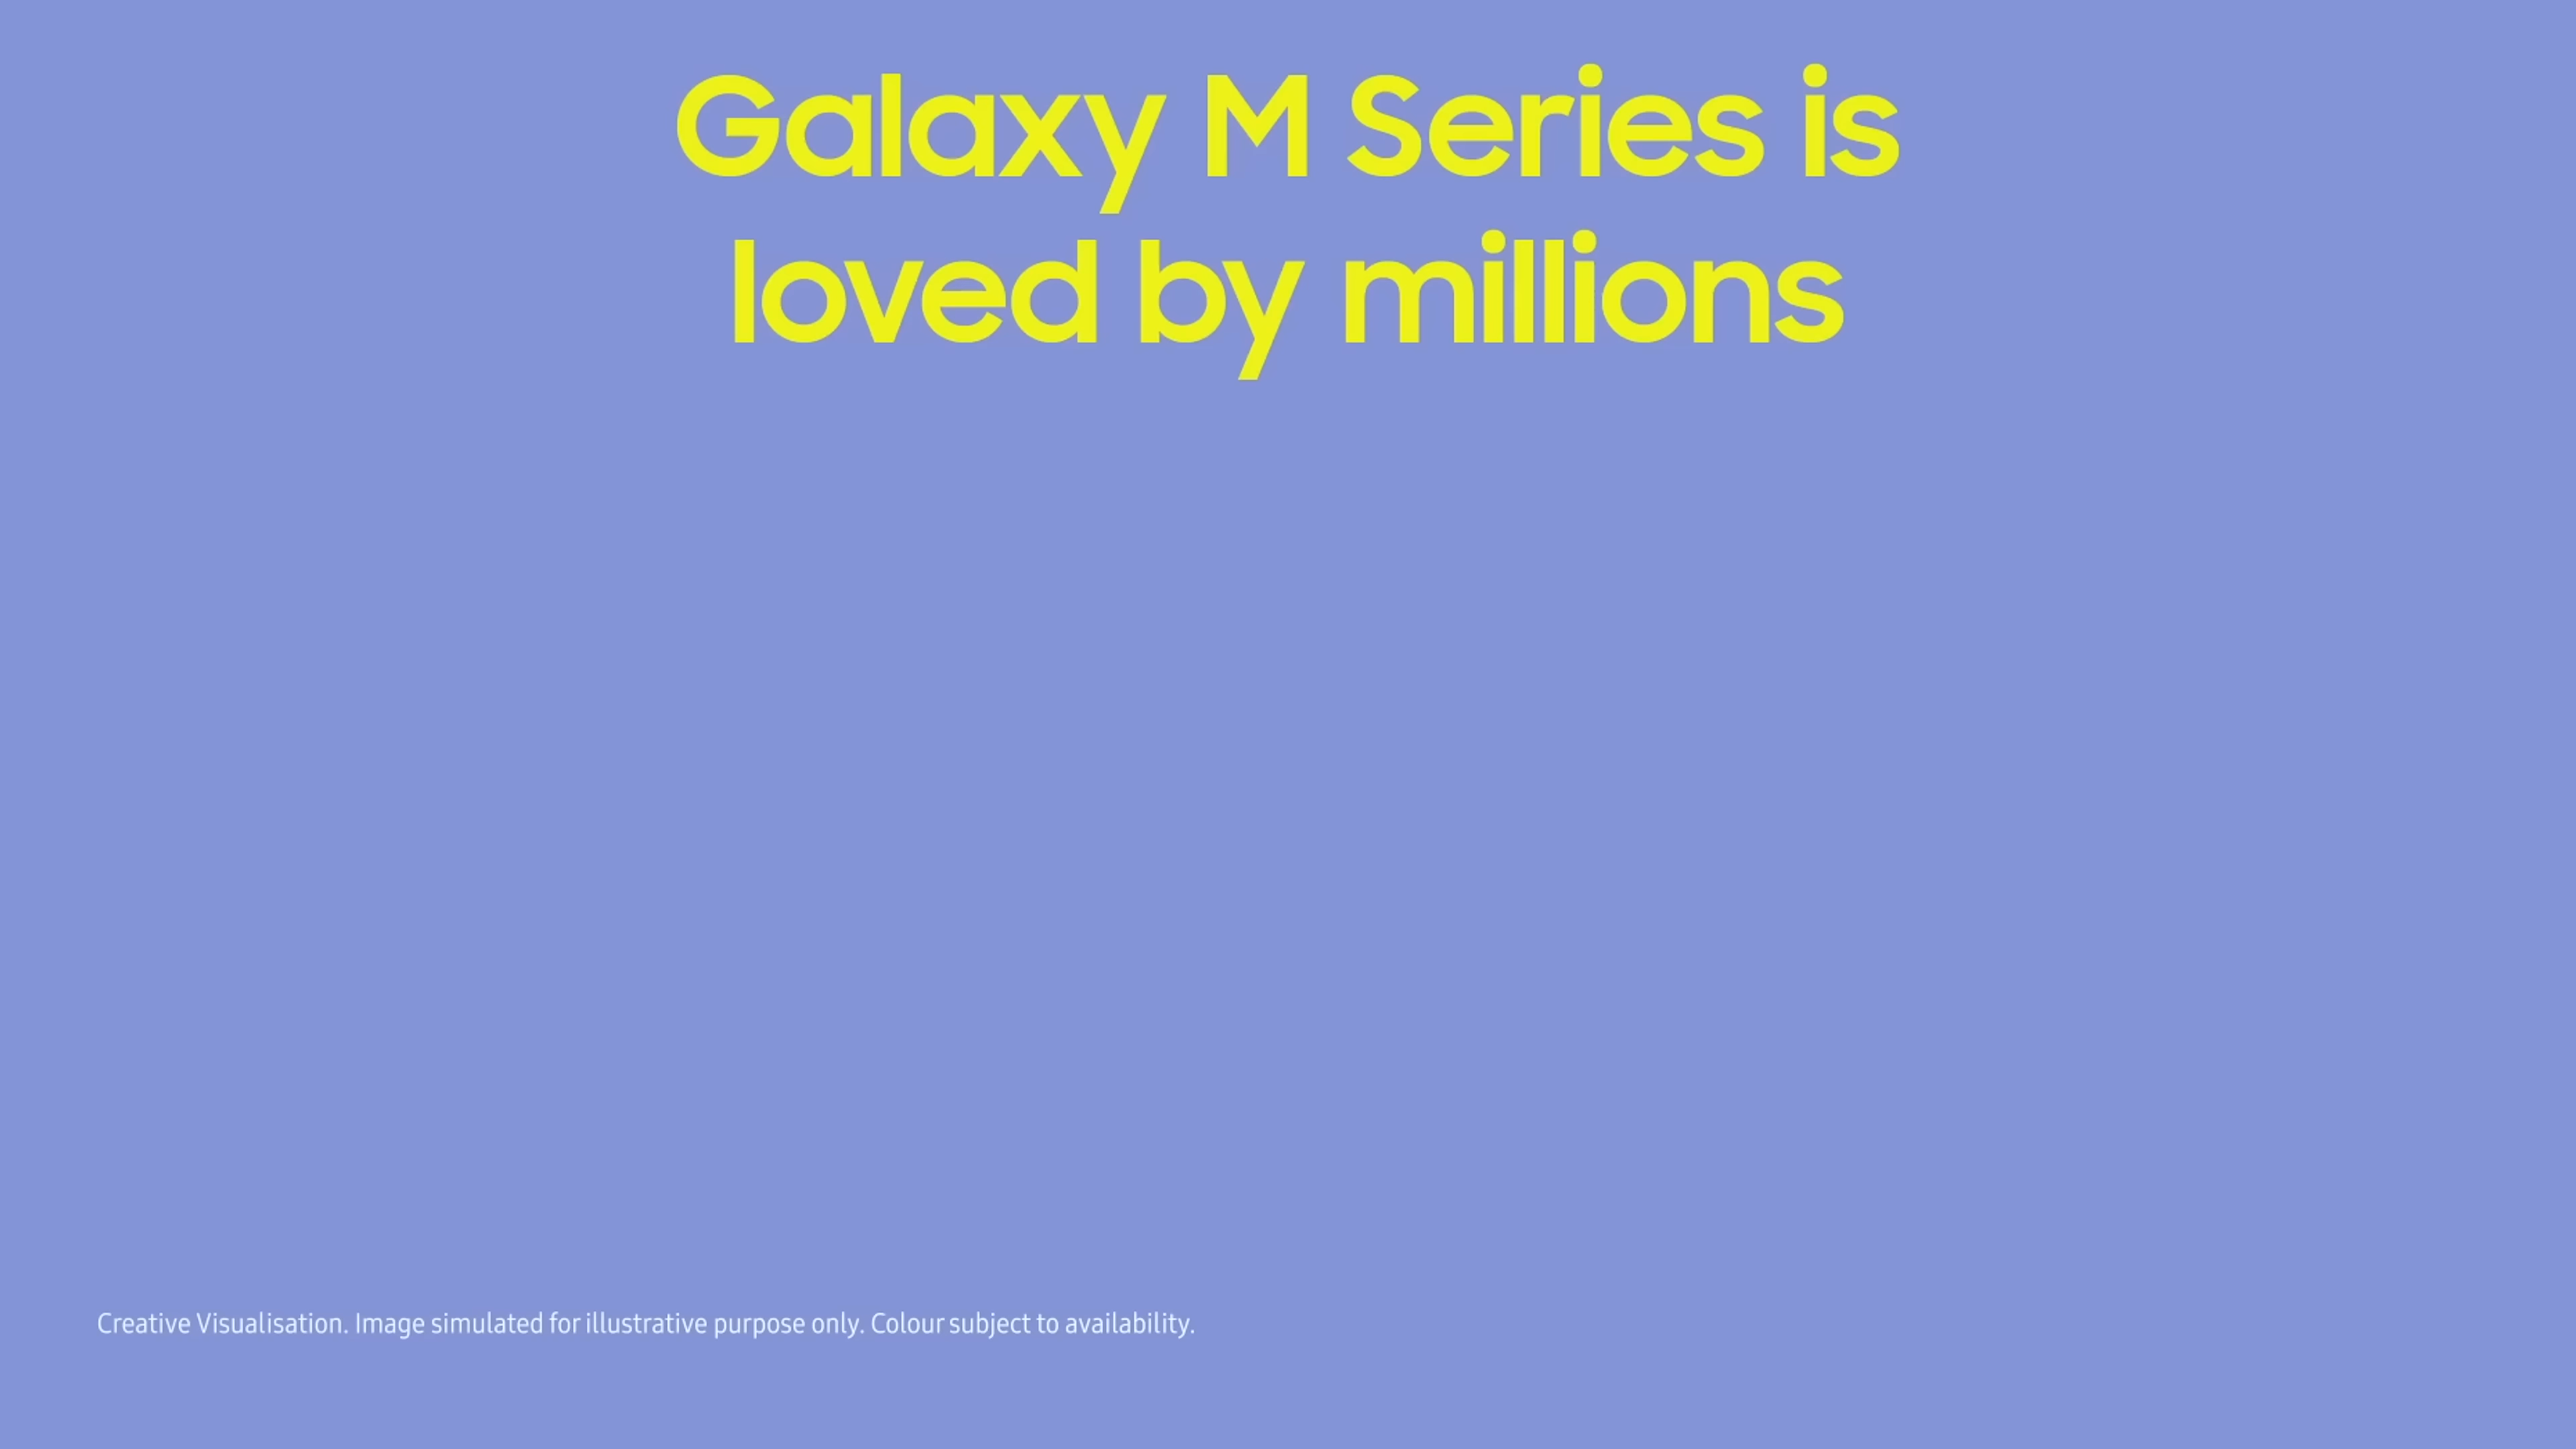 Galaxy M Series is
loved by millions
Creative Visualisation. Image simulated for illustrative purpose only. Colour subject to availability.